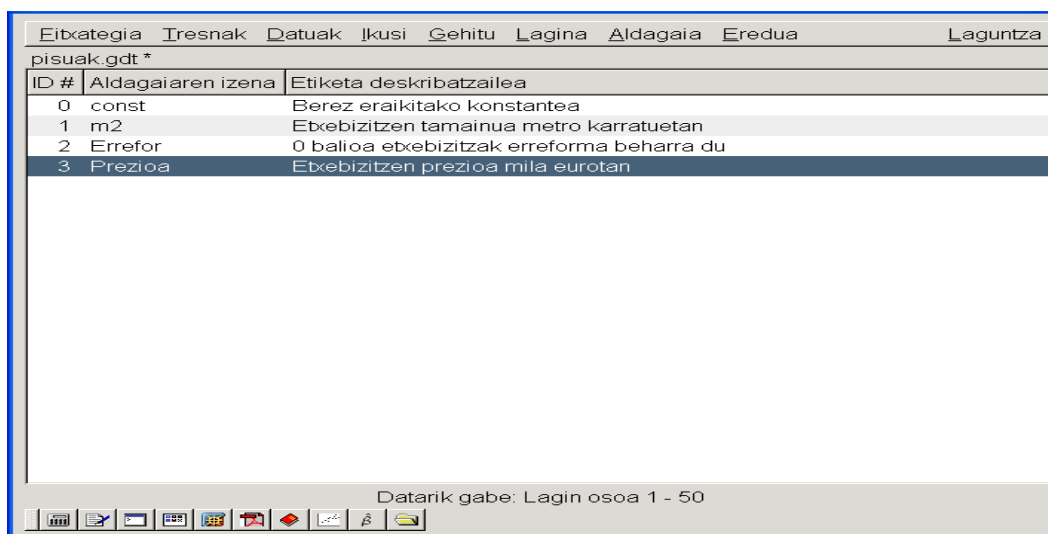 Eitxategia Tresnak Datuak Ikusi Gehitu Lagina Aldagaia Eredua Laguntza
pisuak.gdt *
ID # Aldagaiaren izena Etiketa deskribatzailea
0 const Berez eraikitako konstantea
1 m2 Etxebizitzen tamainua metro karratuetan
2 Errefor 0 balioa etxebizitzak erreforma beharra du
3 Prezioa Etxebizitzen prezioa mila eurotan
Datarik gabe: Lagin osoa 1 - 50
β̂